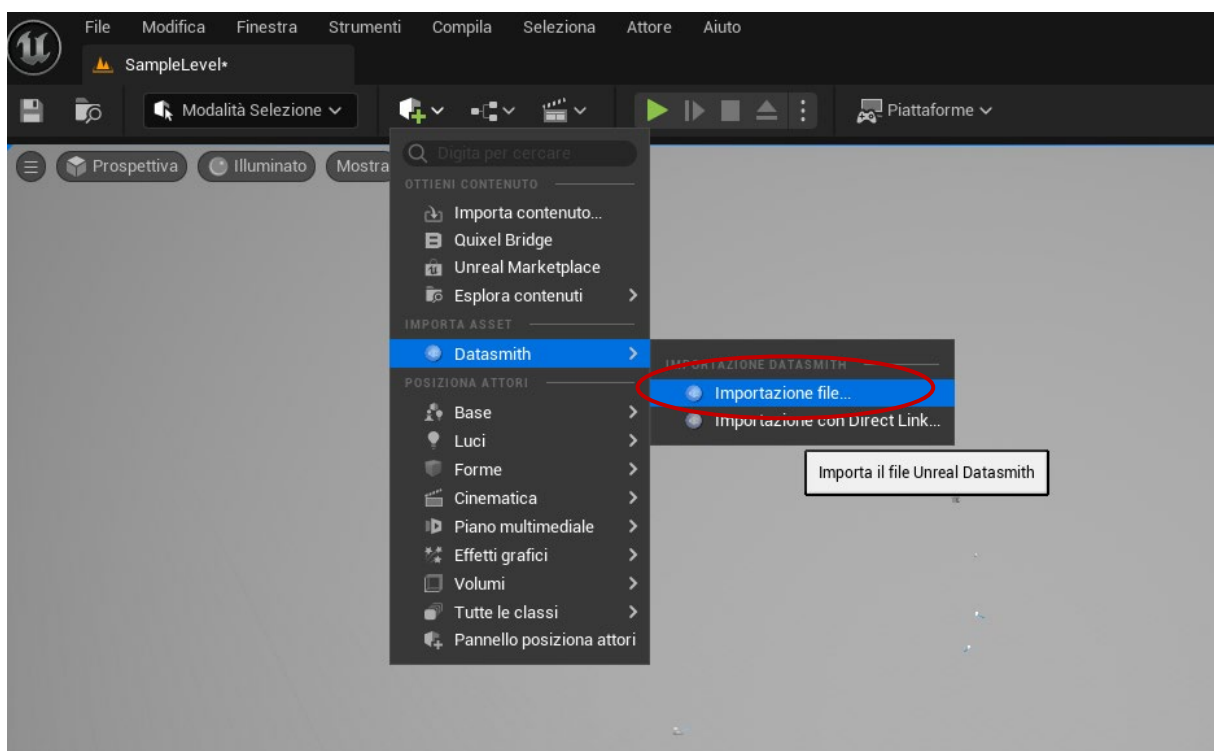 File Modifica Finestra Strumenti Compila Seleziona Attore Aiuto
SampleLevel*
Modalità Selezione Piattaforme
Prospettiva Illuminato Mostra
Digita per cercare
OTTIENI CONTENUTO
Importa contenuto...
Quixel Bridge
Unreal Marketplace
Esplora contenuti
IMPORTA ASSET
Datasmith
POSIZIONA ATTORI
Base
Luci
Forme
Cinematica
Piano multimediale
Effetti grafici
Volumi
Tutte le classi
Pannello posiziona attori
IMPORTAZIONE DATASMITH
Importazione file...
Importazione con Direct Link...
Importa il file Unreal Datasmith